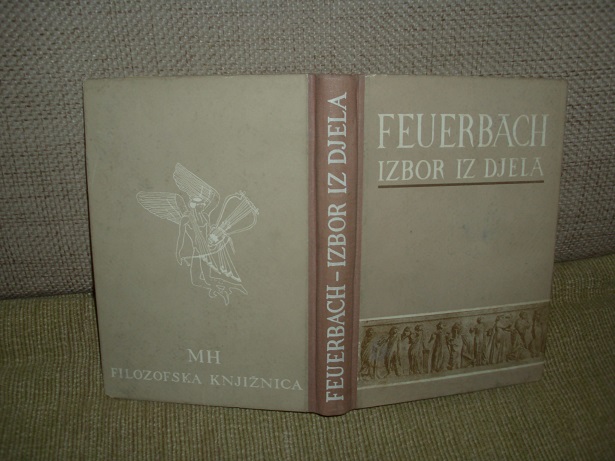 FEUERBACH
IZBOR IZ DJELA
FEUERBACH - IZBOR IZ DJELA
MH
FILOZOFSKA KNJIŽNICA